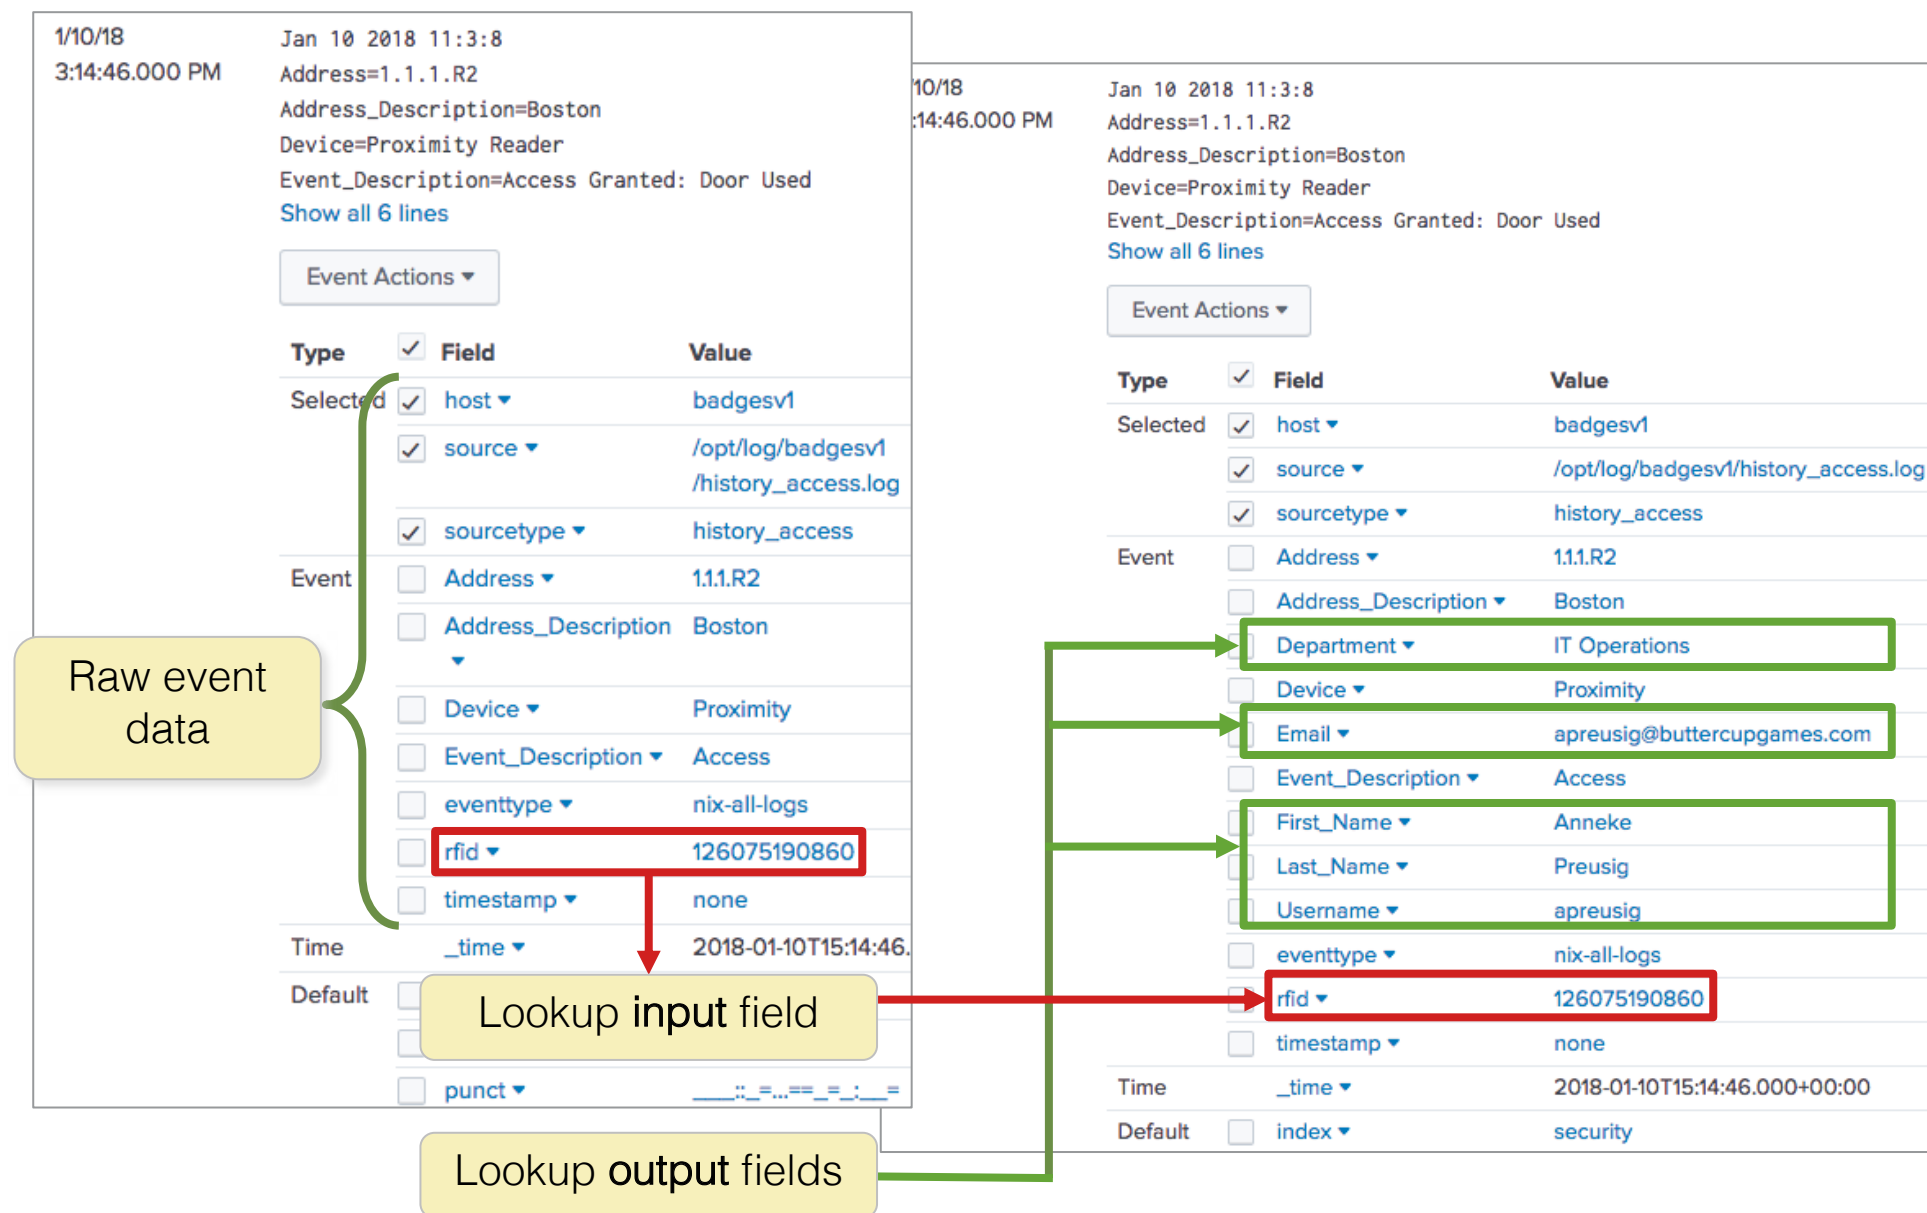 1/10/18 Jan 10 2018 11:3:8
3:14:46.000 PM Address=1.1.1.R2
Address_Description=Boston
Device=Proximity Reader
Event_Description=Access Granted: Door Used
Show all 6 lines
Event Actions
Type Field Value
Selected host badgesv1
source /opt/log/badgesv1
/history_access.log
sourcetype history_access
Event Address 1.1.1.R2
Address_Description Boston
Device Proximity
Event_Description Access
eventtype nix-all-logs
rfid 126075190860
timestamp none
Time _time 2018-01-10T15:14:46.
Default
punct
Raw event
data
Lookup input field
Lookup output fields
/10/18 Jan 10 2018 11:3:8
:14:46.000 PM Address=1.1.1.R2
Address_Description=Boston
Device=Proximity Reader
Event_Description=Access Granted: Door Used
Show all 6 lines
Event Actions
Type Field Value
Selected host badgesv1
source /opt/log/badgesv1/history_access.log
sourcetype history_access
Event Address 1.1.1.R2
Address_Description Boston
Department IT Operations
Device Proximity
Email apreusig@buttercupgames.com
Event_Description Access
First_Name Anneke
Last_Name Preusig
Username apreusig
eventtype nix-all-logs
rfid 126075190860
timestamp none
Time _time 2018-01-10T15:14:46.000+00:00
Default index security